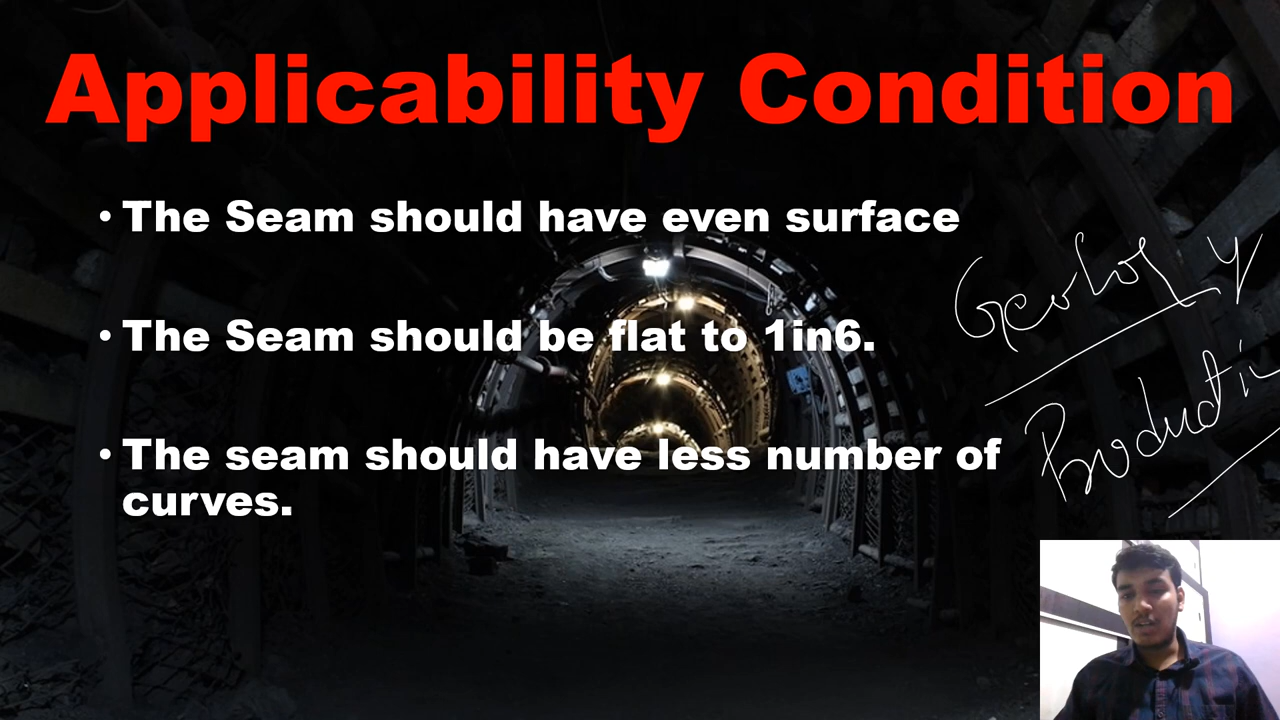 Applicability Condition
• The Seam should have even surface
• The Seam should be flat to 1in6.
• The seam should have less number of
curves.
Geology
Producti